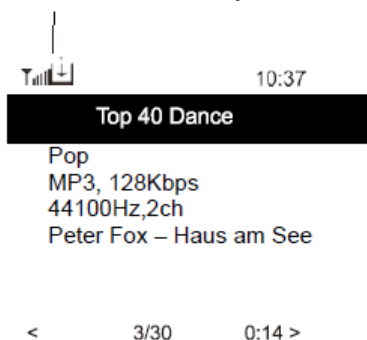 10:37
Top 40 Dance
Pop
MP3, 128Kbps
44100Hz,2ch
Peter Fox – Haus am See
< 3/30 0:14 >